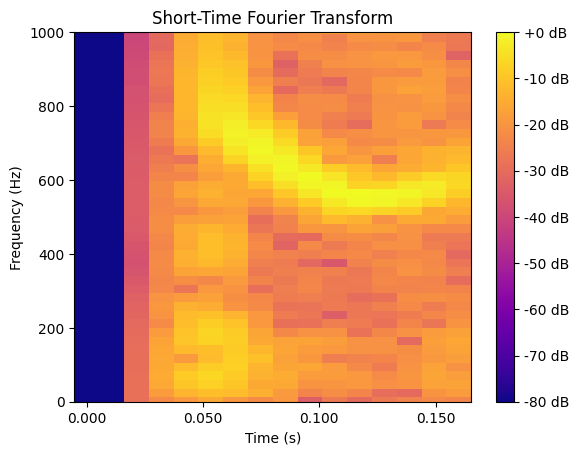 Short-Time Fourier Transform
1000
800
600
400
200
0
Frequency (Hz)
0.000
0.050
0.100
0.150
Time (s)
+0 dB
-10 dB
-20 dB
-30 dB
-40 dB
-50 dB
-60 dB
-70 dB
-80 dB